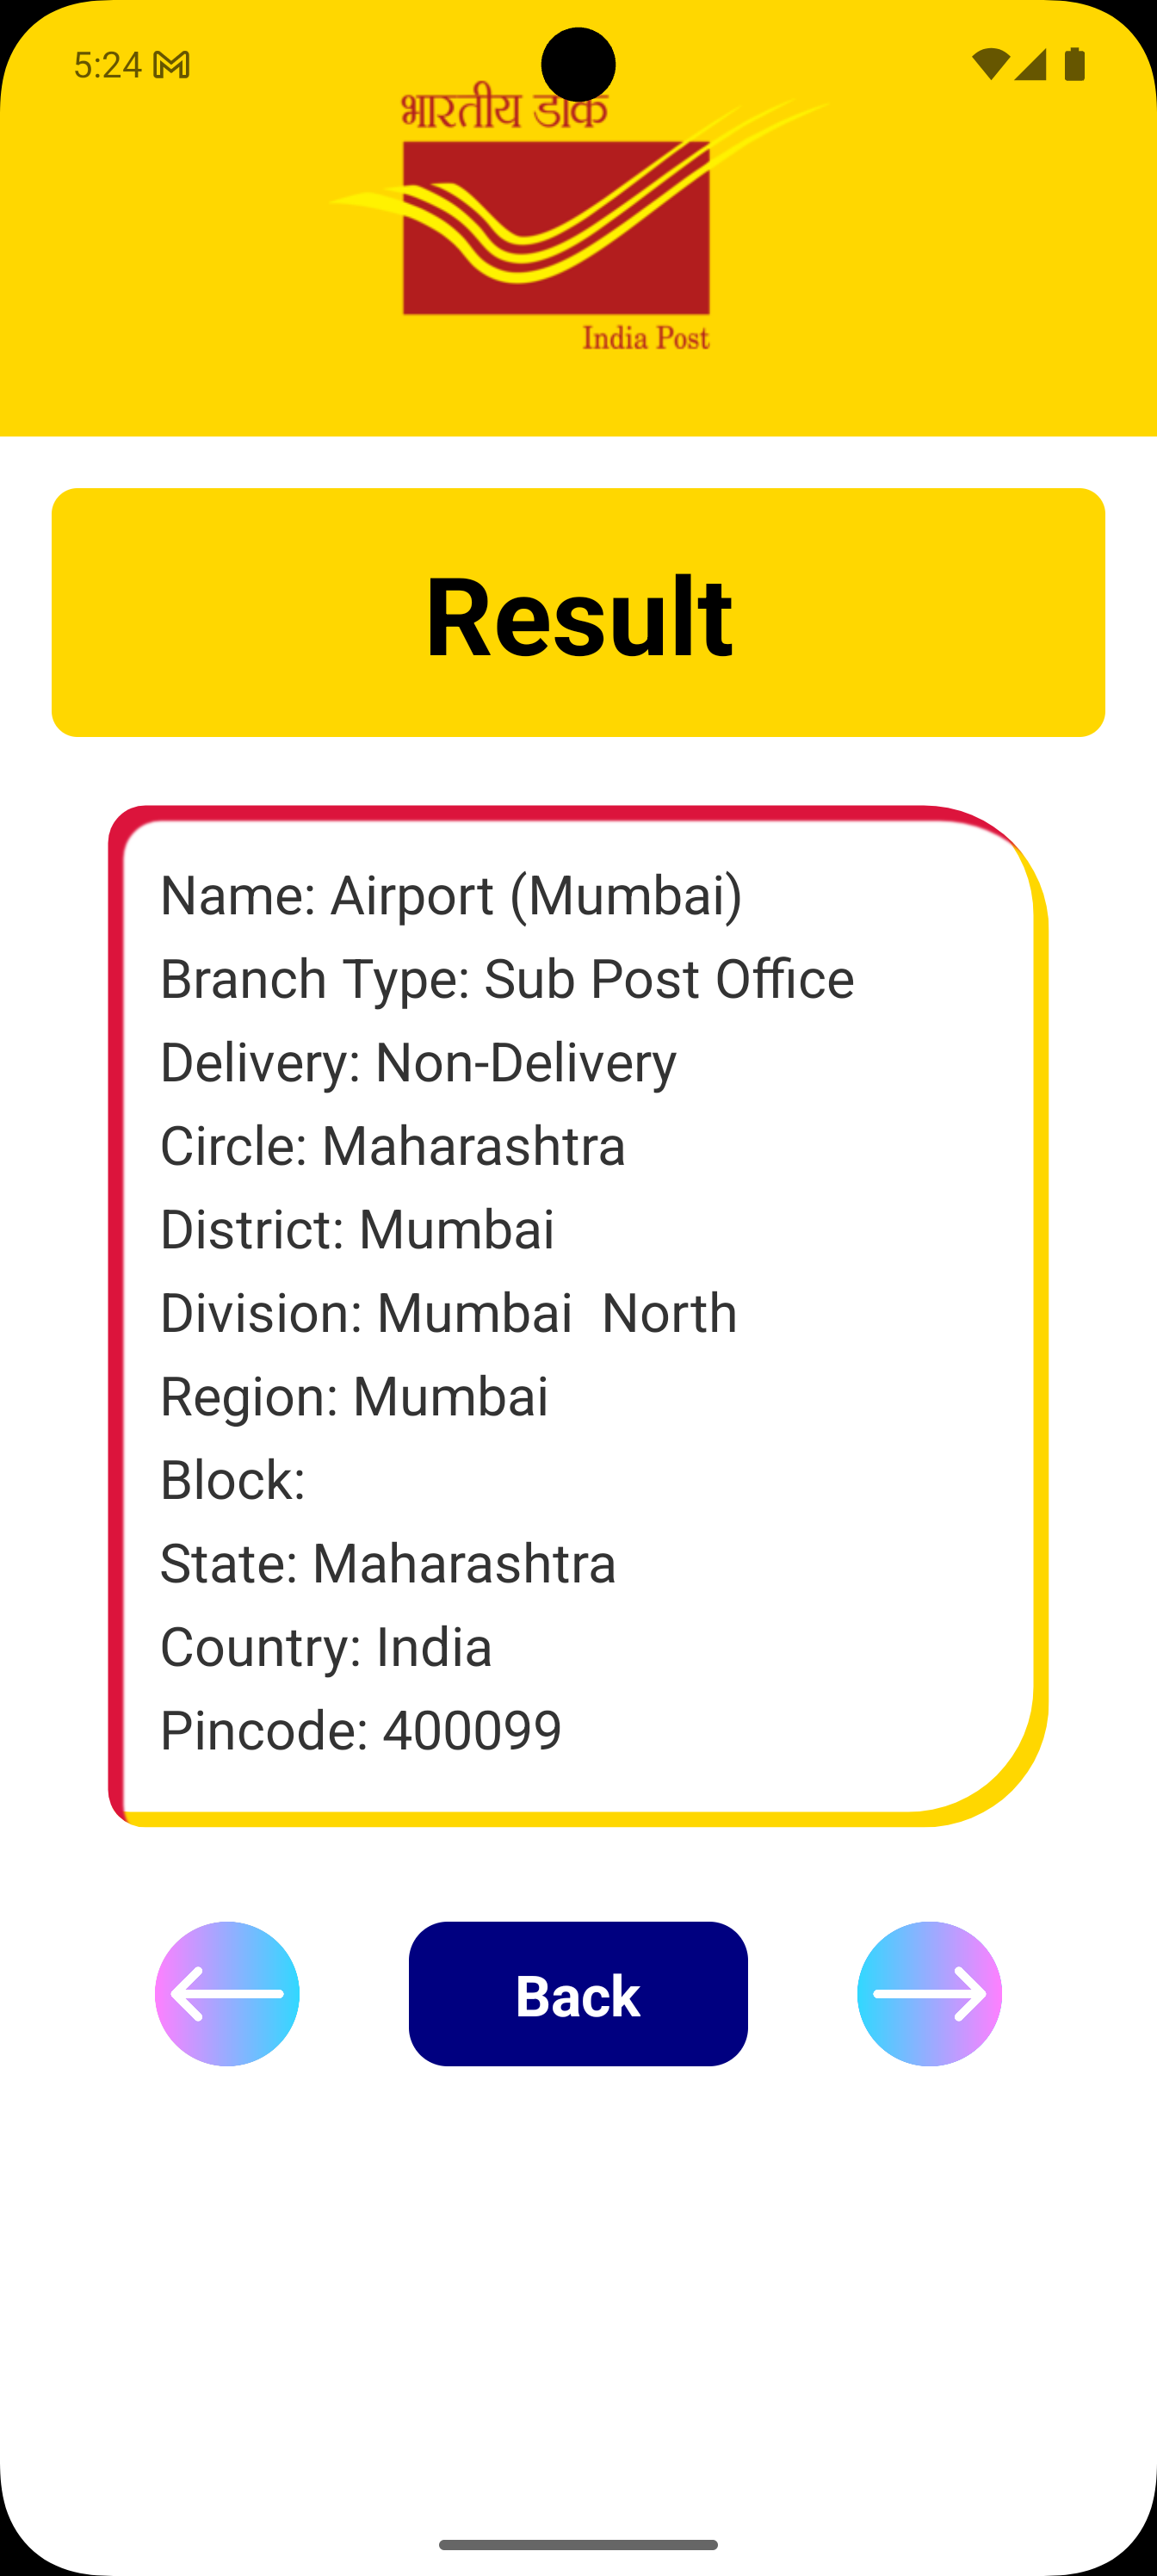 5:24
भारतीय डाक
India Post
Result
Name: Airport (Mumbai)
Branch Type: Sub Post Office
Delivery: Non-Delivery
Circle: Maharashtra
District: Mumbai
Division: Mumbai  North
Region: Mumbai
Block:
State: Maharashtra
Country: India
Pincode: 400099
Back